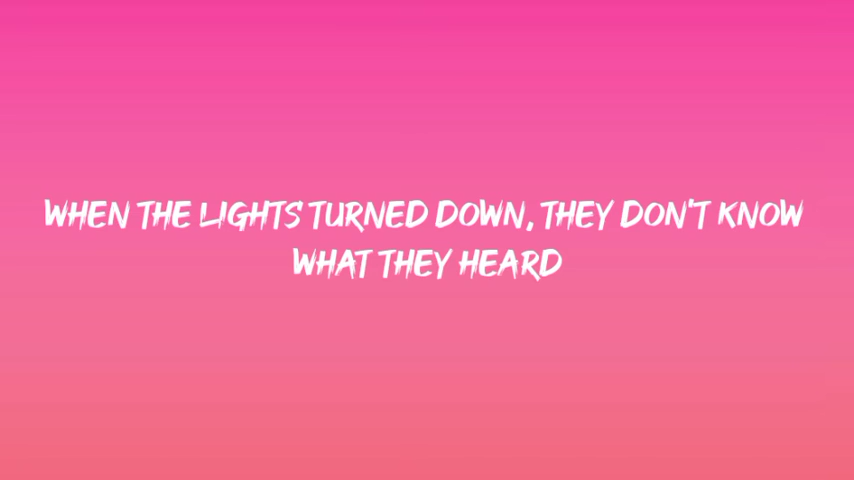 WHEN THE LIGHTS TURNED DOWN, THEY DON'T KNOW
WHAT THEY HEARD